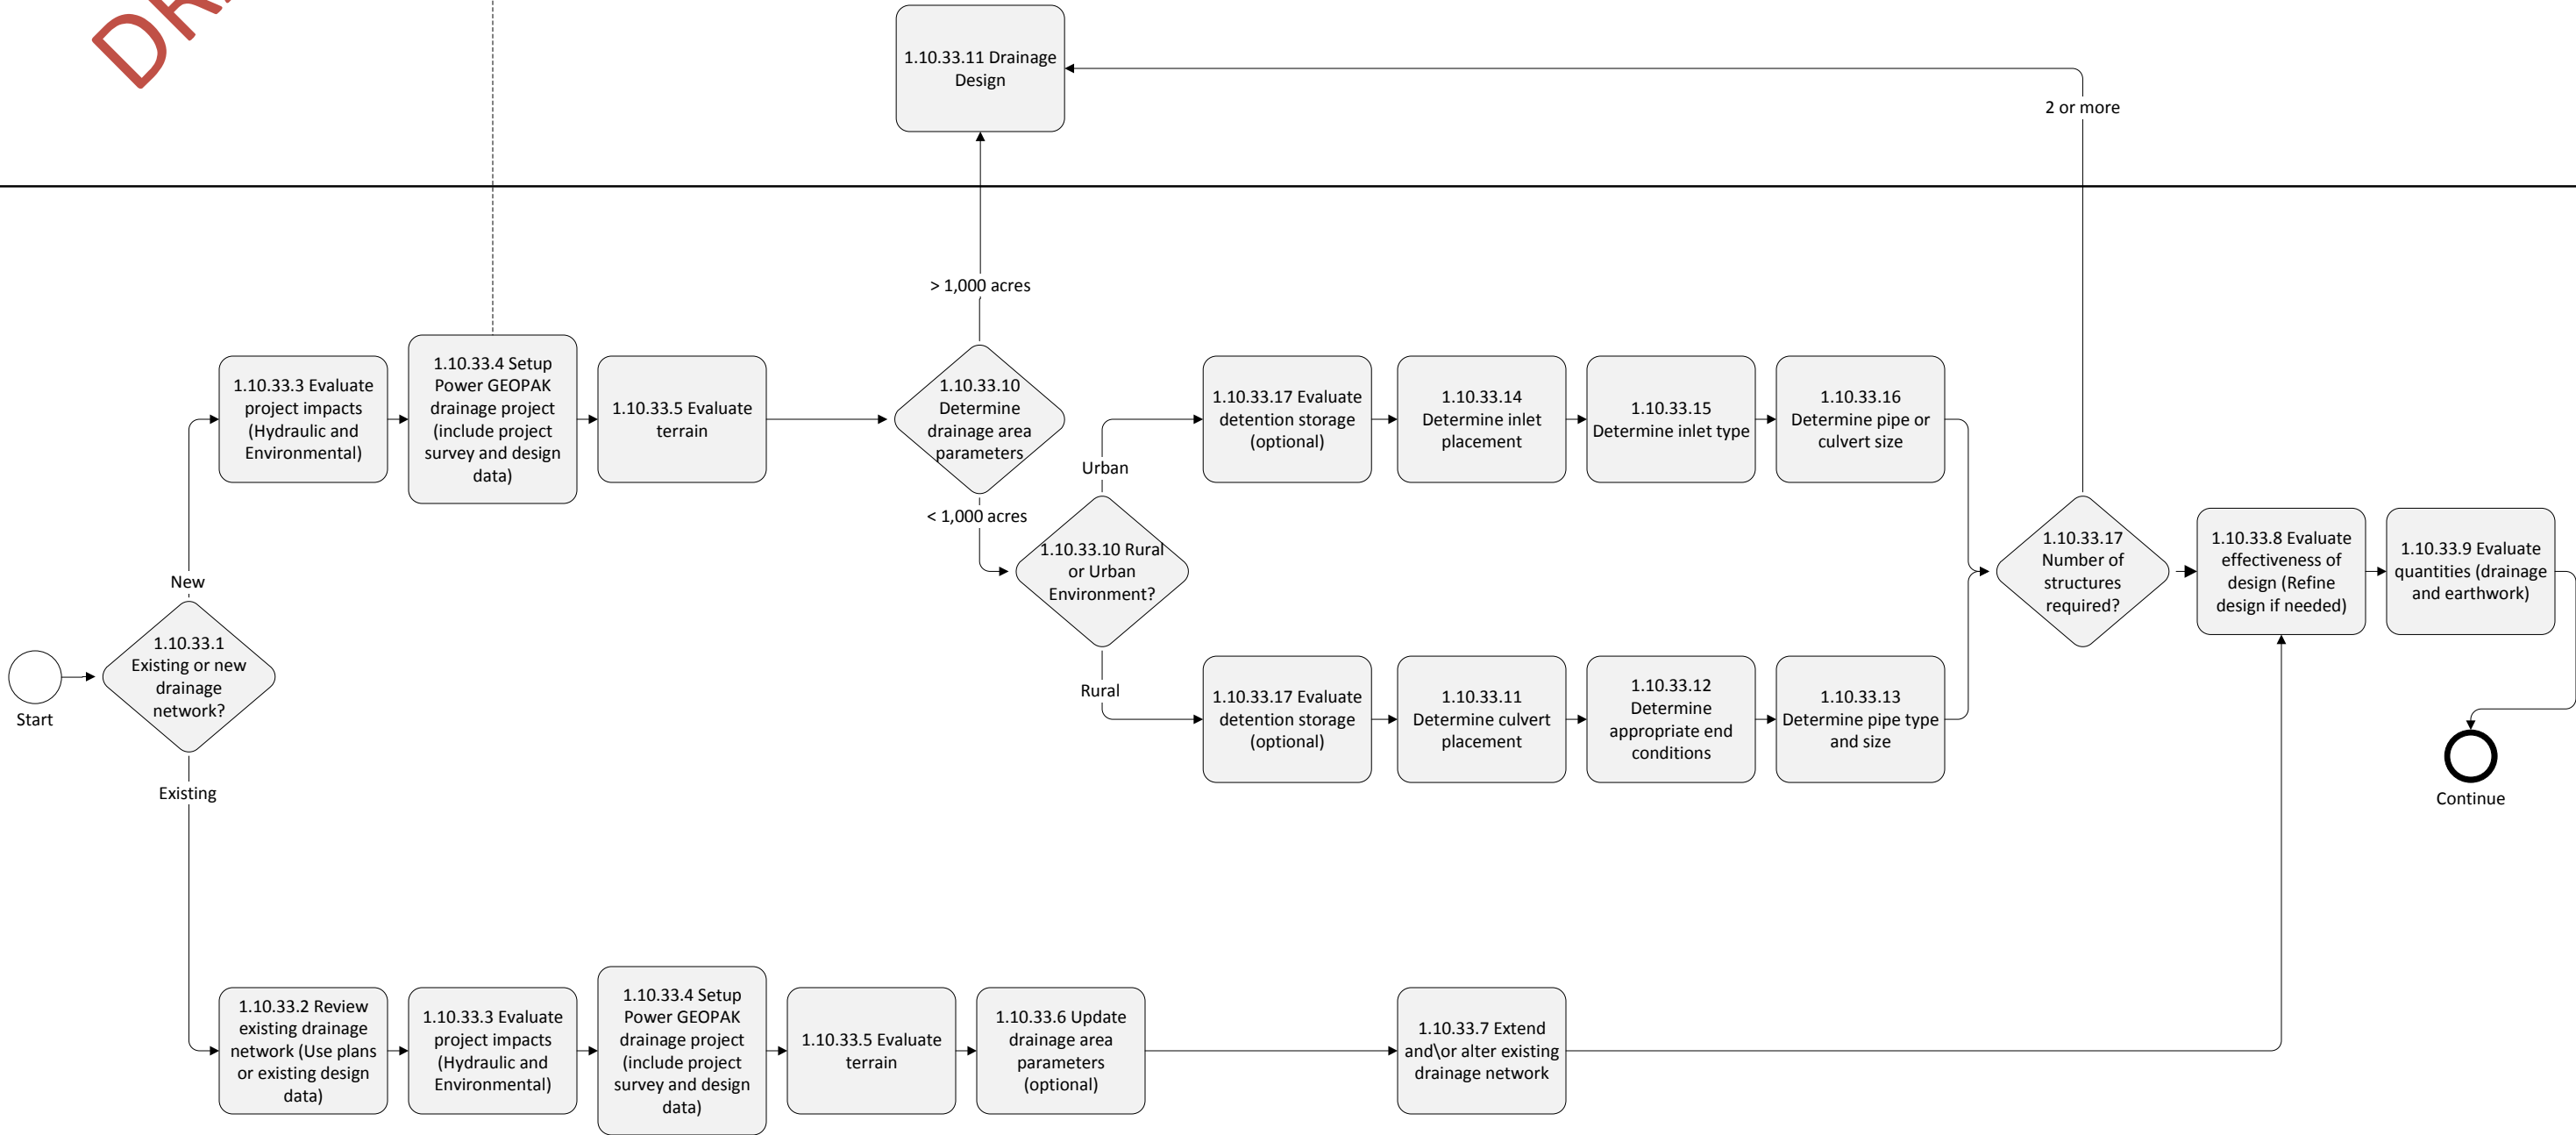 1.10.33.11 Drainage
Design
2 or more
> 1,000 acres
1.10.33.3 Evaluate
project impacts
(Hydraulic and
Environmental)
1.10.33.4 Setup
Power GEOPAK
drainage project
(include project
survey and design
data)
1.10.33.5 Evaluate
terrain
1.10.33.10
Determine
drainage area
parameters
1.10.33.17 Evaluate
detention storage
(optional)
1.10.33.14
Determine inlet
placement
1.10.33.15
Determine inlet type
1.10.33.16
Determine pipe or
culvert size
Urban
< 1,000 acres
1.10.33.10 Rural
or Urban
Environment?
1.10.33.17
Number of
structures
required?
1.10.33.8 Evaluate
effectiveness of
design (Refine
design if needed)
1.10.33.9 Evaluate
quantities (drainage
and earthwork)
New
1.10.33.1
Existing or new
drainage
network?
Start
Rural
1.10.33.17 Evaluate
detention storage
(optional)
1.10.33.11
Determine culvert
placement
1.10.33.12
Determine
appropriate end
conditions
1.10.33.13
Determine pipe type
and size
Continue
Existing
1.10.33.2 Review
existing drainage
network (Use plans
or existing design
data)
1.10.33.3 Evaluate
project impacts
(Hydraulic and
Environmental)
1.10.33.4 Setup
Power GEOPAK
drainage project
(include project
survey and design
data)
1.10.33.5 Evaluate
terrain
1.10.33.6 Update
drainage area
parameters
(optional)
1.10.33.7 Extend
and\or alter existing
drainage network